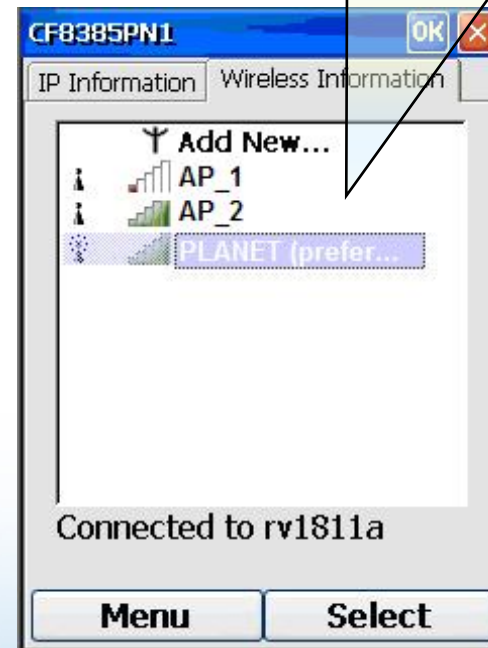 CF8385PN1 OK
IP Information Wireless Information
Add New...
AP_1
AP_2
PLANET (prefer...
Connected to rv1811a
Menu Select